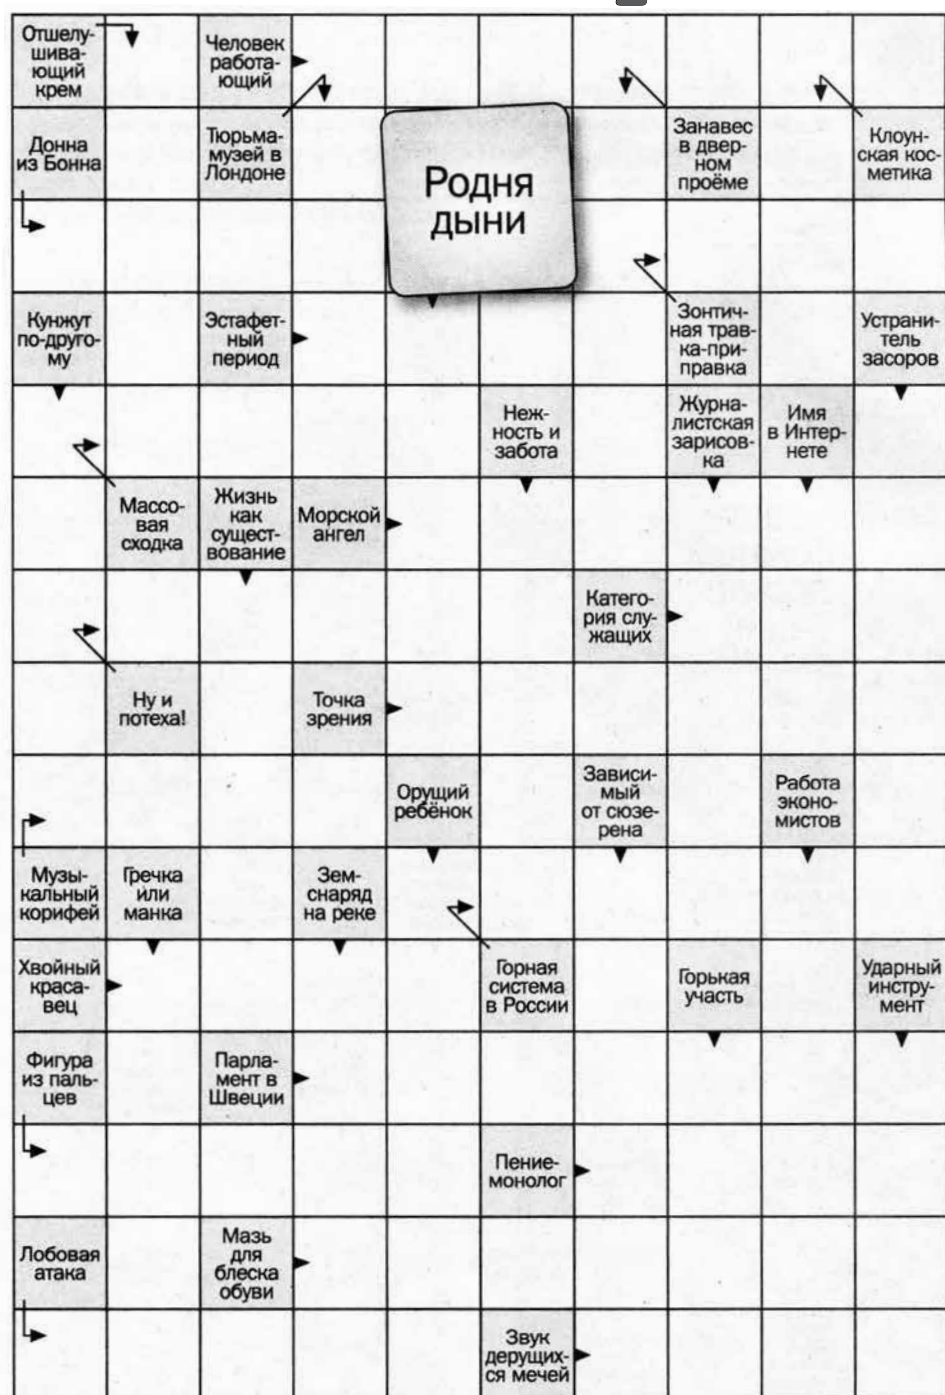 Отшелу-
шива-
ющий
крем
Человек
работа-
ющий
Донна
из Бонна
Тюрьма-
музей в
Лондоне
Родня
дыни
Занавес
в двер-
ном
проёме
Клоун-
ская кос-
метика
Кунжут
по-друго-
му
Эстафет-
ный
период
Зонтич-
ная трав-
ка-при-
правка
Устрани-
тель
засоров
Неж-
ность и
забота
Журна-
листская
зарисов-
ка
Имя
в Интер-
нете
Массо-
вая
сходка
Жизнь
как
сущест-
вование
Морской
ангел
Катего-
рия слу-
жащих
Ну и
потеха!
Точка
зрения
Орущий
ребёнок
Зависи-
мый
от сюзе-
рена
Работа
эконо-
мистов
Музы-
кальный
корифей
Гречка
или
манка
Зем-
снаряд
на реке
Хвойный
краса-
вец
Горная
система
в России
Горькая
участь
Ударный
инстру-
мент
Фигура
из паль-
цев
Парла-
мент в
Швеции
Пение-
монолог
Лобовая
атака
Мазь
для
блеска
обуви
Звук
дерущих-
ся мечей